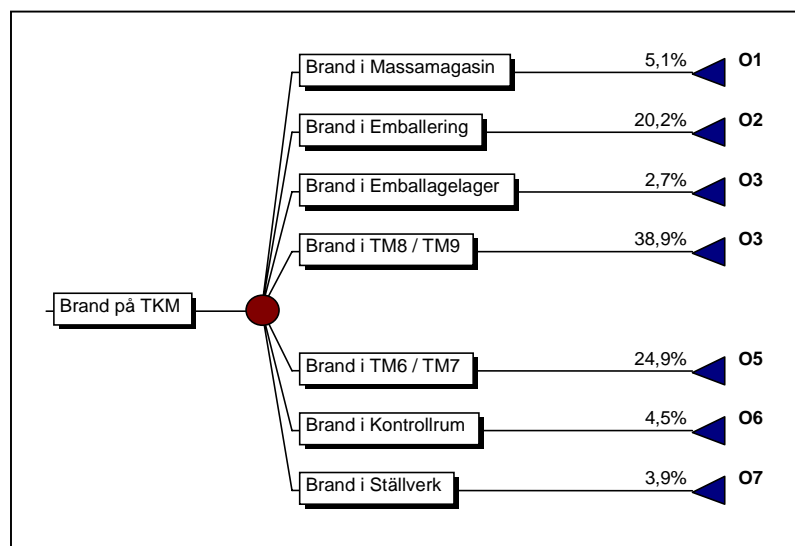 Brand i Massamagasin 5,1% O1
Brand i Emballering 20,2% O2
Brand i Emballagelager 2,7% O3
Brand i TM8 / TM9 38,9% O3
Brand på TKM
Brand i TM6 / TM7 24,9% O5
Brand i Kontrollrum 4,5% O6
Brand i Ställverk 3,9% O7